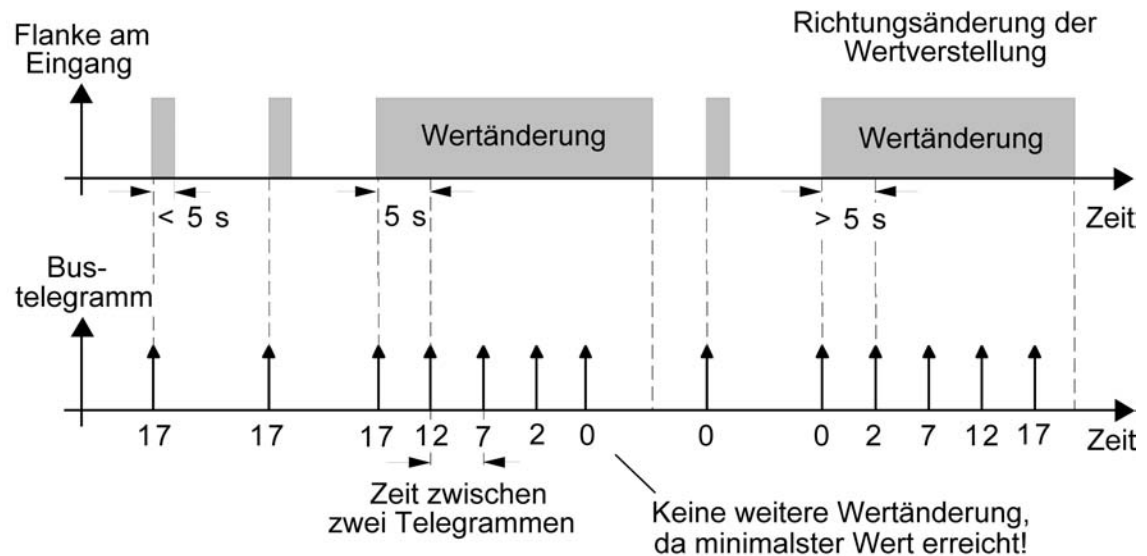 Flanke am
Eingang
Richtungsänderung der
Wertverstellung
Wertänderung
Wertänderung
< 5 s
5 s
> 5 s
Zeit
Bus-
telegramm
17 17 17 12 7 2 0 0 0 2 7 12 17
Zeit
Zeit zwischen
zwei Telegrammen
Keine weitere Wertänderung,
da minimalster Wert erreicht!